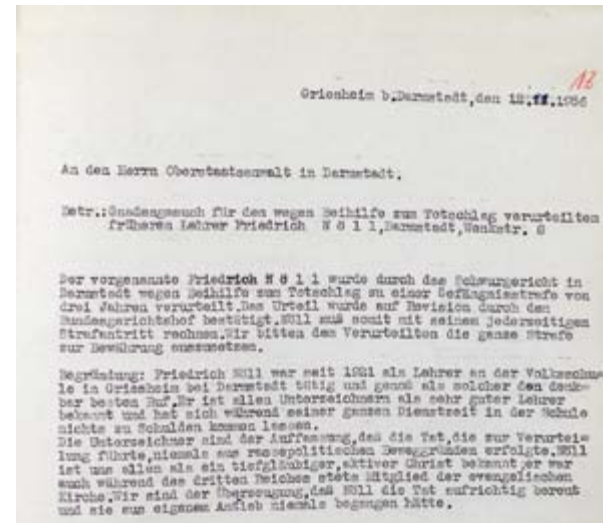 13
Griesheim b.Darmstadt,den 12.11.1956
An den Herrn Oberstaatsanwalt in Darmstadt.
Betr.:Gnadengesuch für den wegen Beihilfe zum Totschlag verurteilten
früheren Lehrer Friedrich N ö l l,Darmstadt, 6
Der vorgenannte Friedrich N ö l l wurde durch das Schwurgericht in
Darmstadt wegen Beihilfe zum Totschlag zu einer Gefängnisstrafe von
drei Jahren verurteilt.Das Urteil wurde auf Revision durch den
Bundesgerichtshof bestätigt.Nöll muß somit mit seinem jederzeitigen
Strafantritt rechnen.Wir bitten dem Verurteilten die ganze Strafe
zur Bewährung auszusetzen.
Begründung: Friedrich Nöll war seit 1921 als Lehrer an der Volksschu=
le in Griesheim bei Darmstadt tätig und genoß als solcher den denk=
bar besten Ruf.Er ist allen Unterzeichnern als sehr guter Lehrer
bekannt und hat sich während seiner ganzen Dienstzeit in der Schule
nichts zu Schulden kommen lassen.
Die Unterzeichner sind der Auffassung,daß die Tat,die zur Verurtei=
lung führte,niemals aus rassepolitischen Beweggründen erfolgte.Nöll
ist uns allen als ein tiefgläubiger,aktiver Christ bekannt,er war
auch während des dritten Reiches stets Mitglied der evangelischen
Kirche.Wir sind der Überzeugung,daß Nöll die Tat aufrichtig bereut
und sie aus eigenem Antieb niemals begangen hätte.